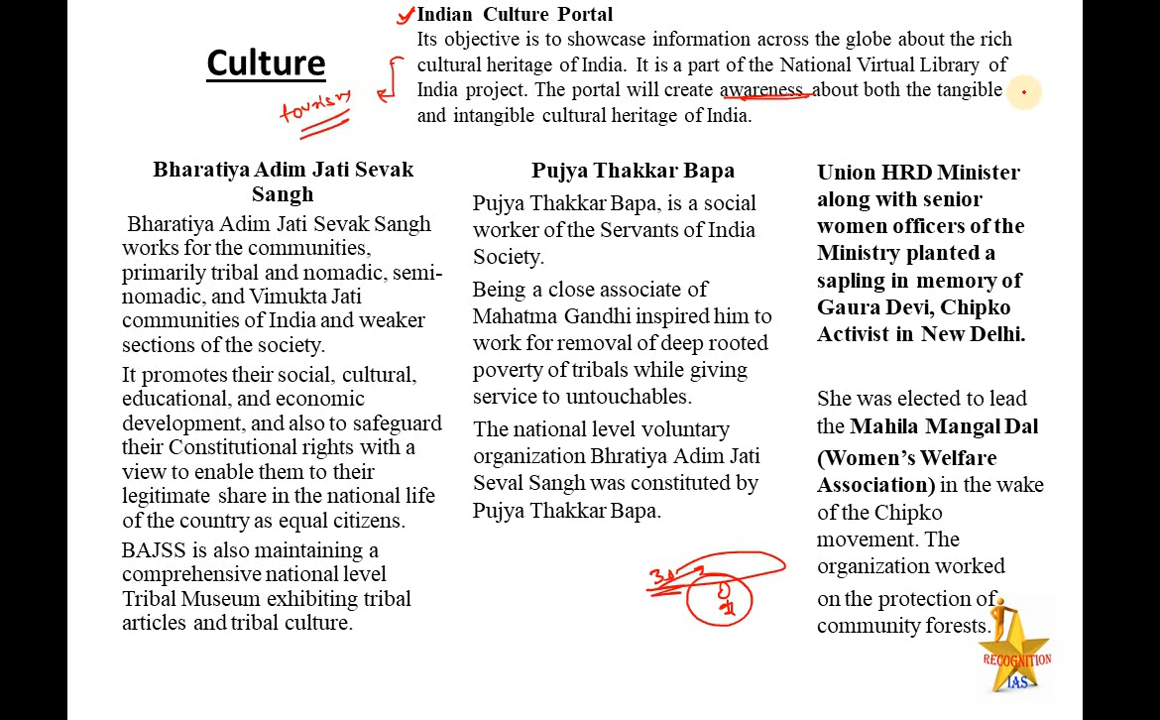 Indian Culture Portal
Its objective is to showcase information across the globe about the rich
cultural heritage of India. It is a part of the National Virtual Library of
India project. The portal will create awareness about both the tangible
and intangible cultural heritage of India.
Culture
tourism
Bharatiya Adim Jati Sevak
Sangh
Bharatiya Adim Jati Sevak Sangh
works for the communities,
primarily tribal and nomadic, semi-
nomadic, and Vimukta Jati
communities of India and weaker
sections of the society.
It promotes their social, cultural,
educational, and economic
development, and also to safeguard
their Constitutional rights with a
view to enable them to their
legitimate share in the national life
of the country as equal citizens.
BAJSS is also maintaining a
comprehensive national level
Tribal Museum exhibiting tribal
articles and tribal culture.
Pujya Thakkar Bapa
Pujya Thakkar Bapa, is a social
worker of the Servants of India
Society.
Being a close associate of
Mahatma Gandhi inspired him to
work for removal of deep rooted
poverty of tribals while giving
service to untouchables.
The national level voluntary
organization Bhratiya Adim Jati
Seval Sangh was constituted by
Pujya Thakkar Bapa.
Union HRD Minister
along with senior
women officers of the
Ministry planted a
sapling in memory of
Gaura Devi, Chipko
Activist in New Delhi.
She was elected to lead
the Mahila Mangal Dal
(Women’s Welfare
Association) in the wake
of the Chipko
movement. The
organization worked
on the protection of
community forests.
RECOGNITION
IAS